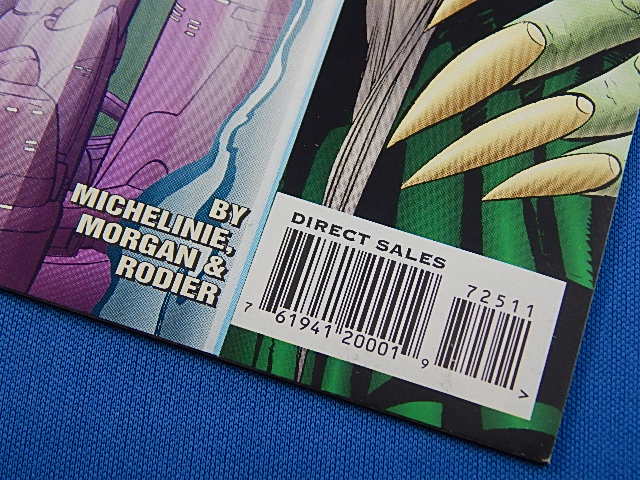 BY
MICHELINIE,
MORGAN &
RODIER
DIRECT SALES
72511
7 61941 20001 9 >